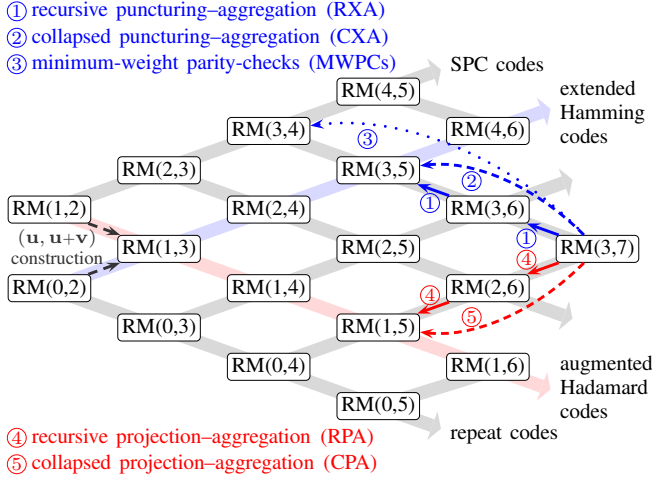 ① recursive puncturing–aggregation (RXA)
② collapsed puncturing–aggregation (CXA)
③ minimum-weight parity-checks (MWPCs)
SPC codes
RM(4,5)
extended
Hamming
codes
RM(3,4)
RM(4,6)
③
RM(2,3)
RM(3,5)
②
①
RM(1,2)
RM(2,4)
RM(3,6)
①
(u, u+v)
construction
RM(1,3)
RM(2,5)
RM(3,7)
④
RM(0,2)
RM(1,4)
RM(2,6)
④
⑤
RM(0,3)
RM(1,5)
RM(0,4)
RM(1,6)
augmented
Hadamard
codes
RM(0,5)
repeat codes
④ recursive projection–aggregation (RPA)
⑤ collapsed projection–aggregation (CPA)